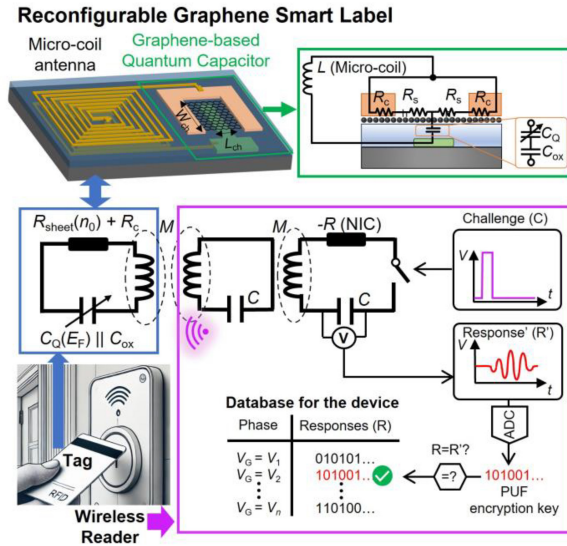 Reconfigurable Graphene Smart Label
Micro-coil
antenna
Graphene-based
Quantum Capacitor
W_ch
L_ch
L (Micro-coil)
R_c
R_s
R_s
R_c
C_Q
C_ox
R_sheet(n_0) + R_c
C_Q(E_F) || C_ox
M
C
M
-R (NIC)
C
V
Challenge (C)
V
t
Response' (R')
V
t
ADC
Tag
RFID
Wireless
Reader
Database for the device
Phase Responses (R)
V_G = V_1 010101...
V_G = V_2 101001..
V_G = V_n 110100...
R=R'?
=?
101001...
PUF
encryption key